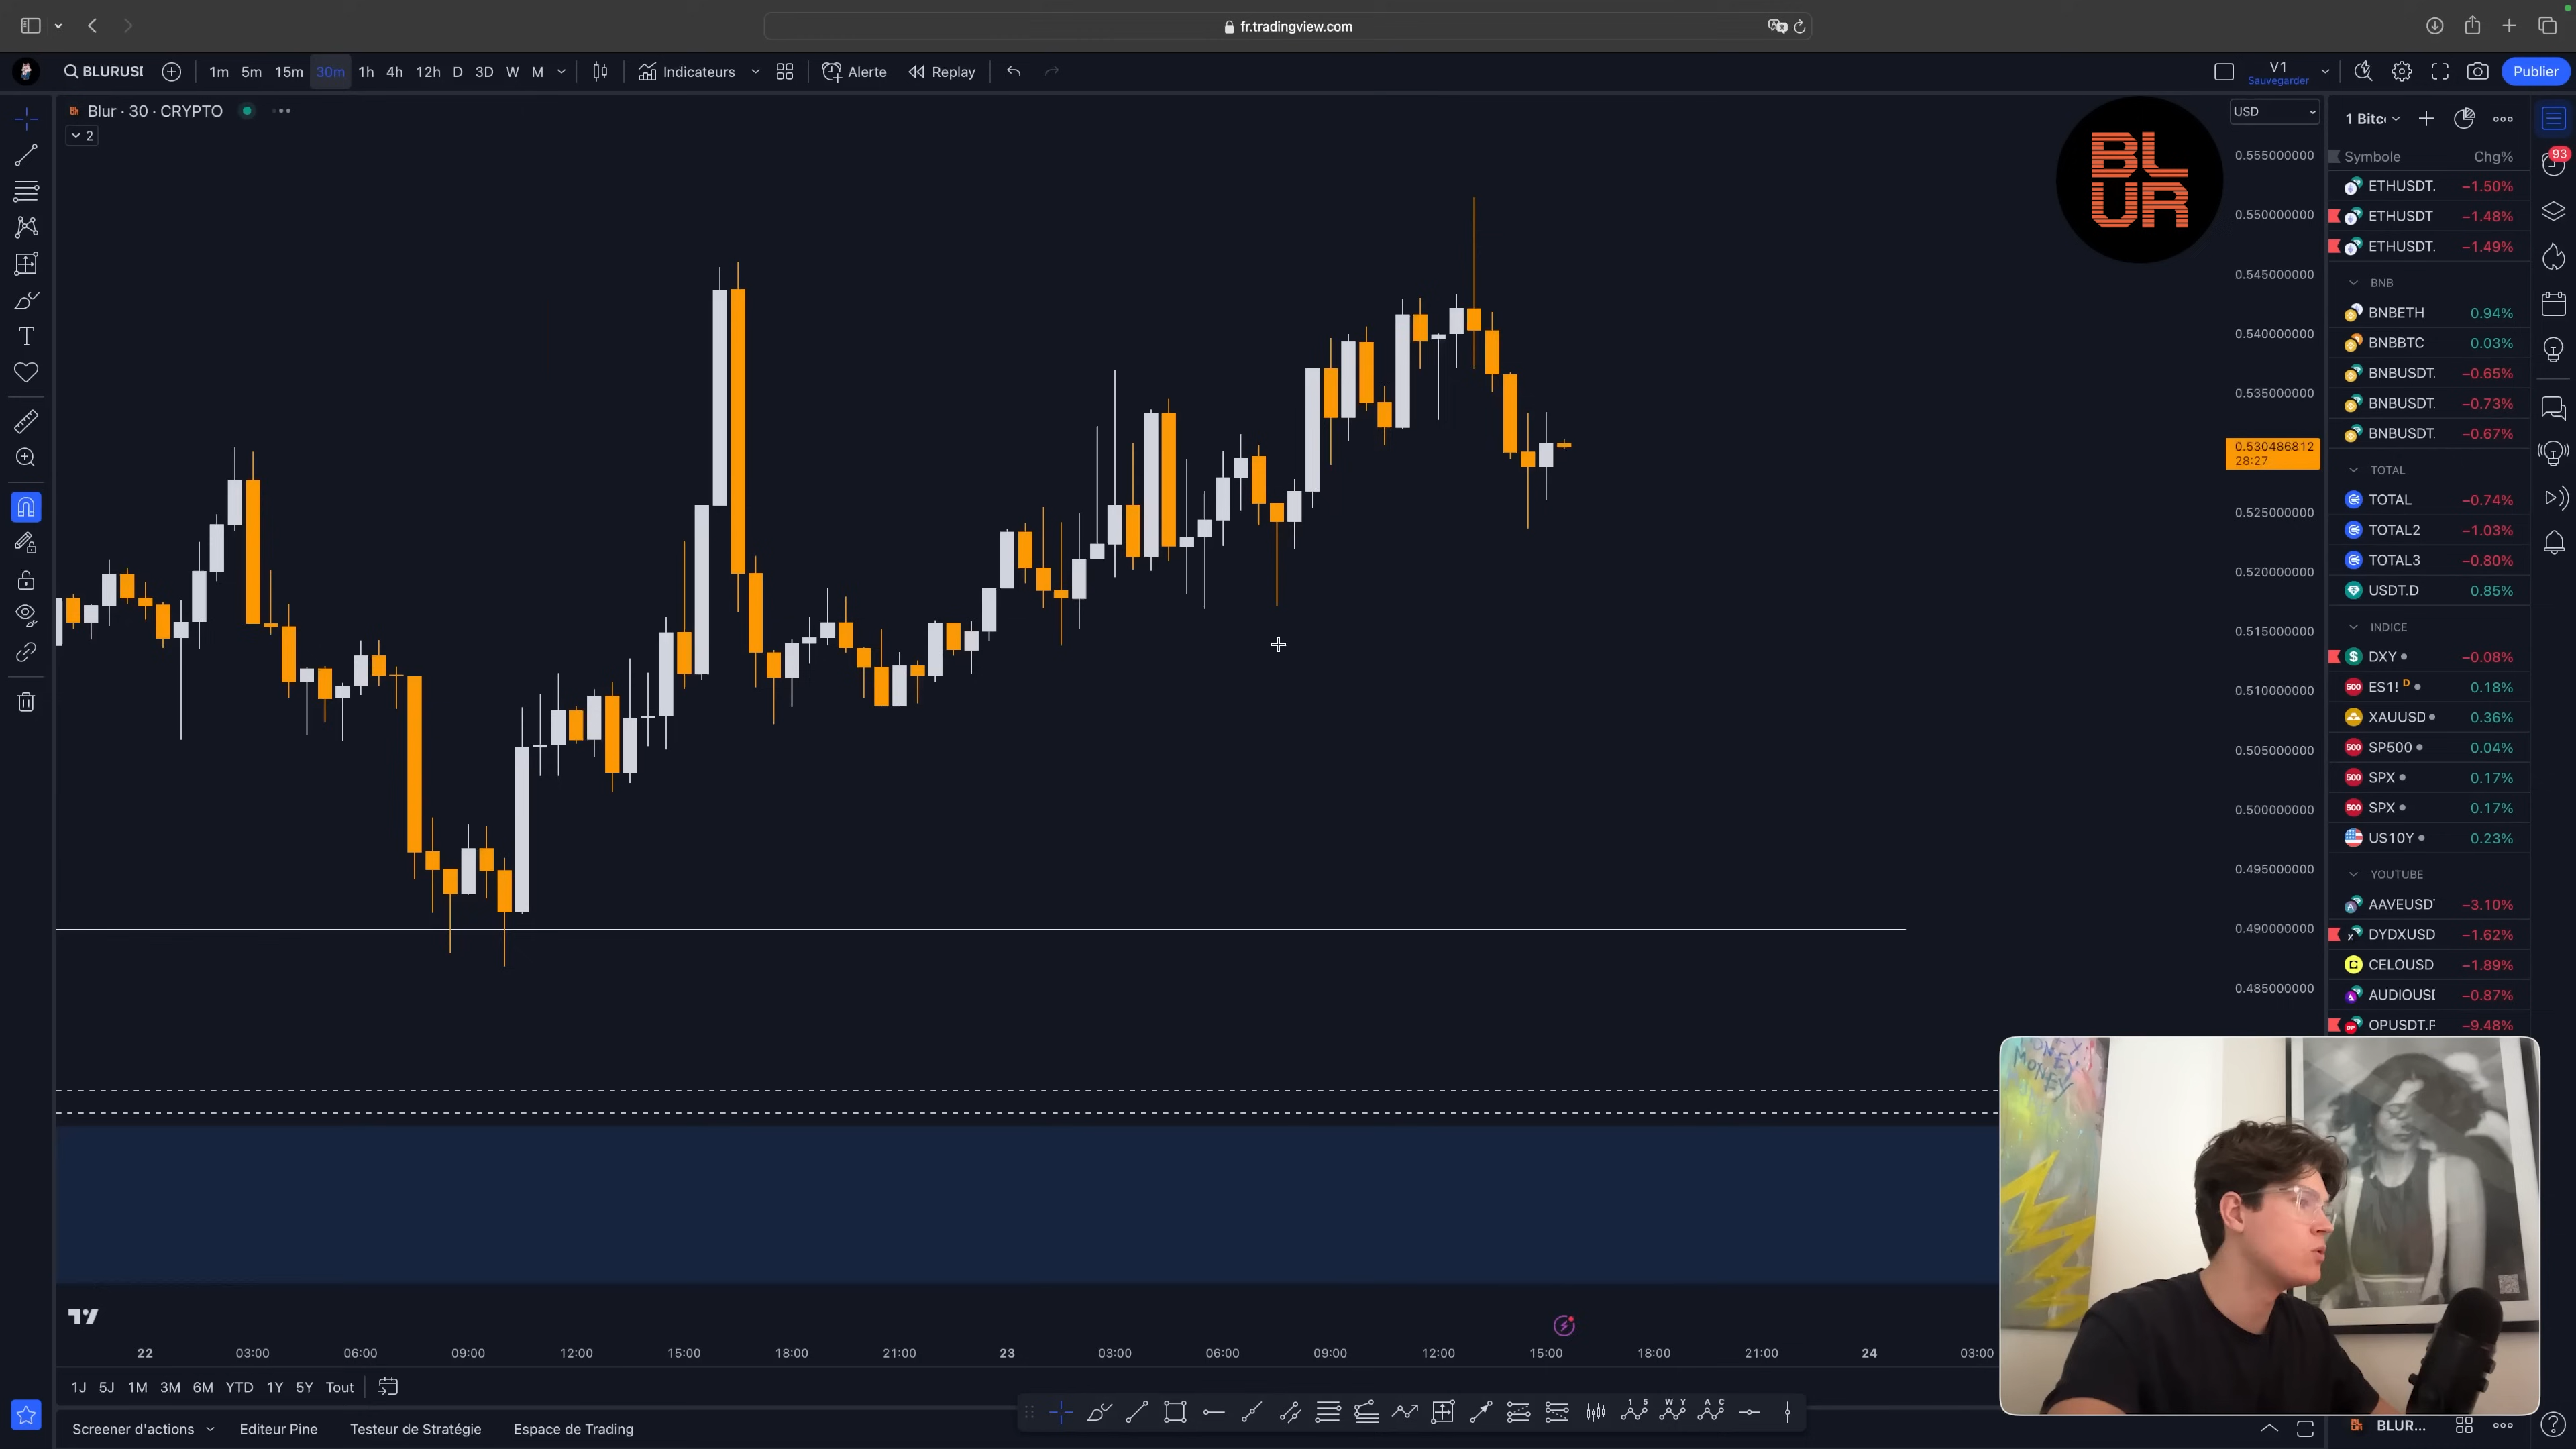 fr.tradingview.com
BLURUSI 1m 5m 15m 30m 1h 4h 12h D 3D W M Indicateurs Alerte Replay V1 Sauvegarder Publier
Blur · 30 · CRYPTO
2
USD
BL
UR
0.555000000
0.550000000
0.545000000
0.540000000
0.535000000
0.530486812
28:27
0.525000000
0.520000000
0.515000000
0.510000000
0.505000000
0.500000000
0.495000000
0.490000000
0.485000000
1 Bitc
93
Symbole Chg%
ETHUSDT. −1.50%
ETHUSDT −1.48%
ETHUSDT. −1.49%
BNB
BNBETH 0.94%
BNBBTC 0.03%
BNBUSDT. −0.65%
BNBUSDT. −0.73%
BNBUSDT. −0.67%
TOTAL
TOTAL −0.74%
TOTAL2 −1.03%
TOTAL3 −0.80%
USDT.D 0.85%
INDICE
DXY −0.08%
500 ES1! D 0.18%
XAUUSD 0.36%
500 SP500 0.04%
500 SPX 0.17%
500 SPX 0.17%
US10Y 0.23%
YOUTUBE
AAVEUSD −3.10%
DYDXUSD −1.62%
CELOUSD −1.89%
AUDIOUS −0.87%
OPUSDT.P −9.48%
MONEY
MONEY
22 03:00 06:00 09:00 12:00 15:00 18:00 21:00 23 03:00 06:00 09:00 12:00 15:00 18:00 21:00 24 03:00
1J 5J 1M 3M 6M YTD 1Y 5Y Tout
Screener d'actions Editeur Pine Testeur de Stratégie Espace de Trading
BLUR...